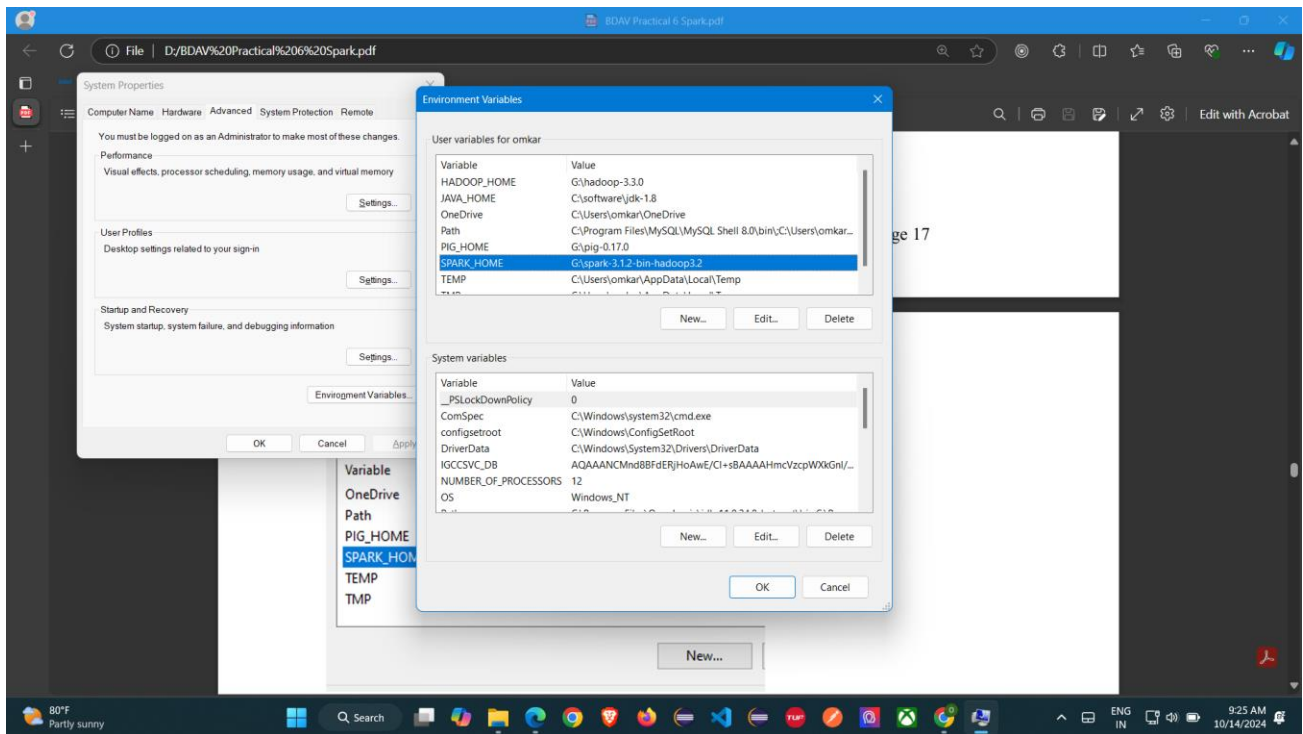 BDAV Practical 6 Spark.pdf
File | D:/BDAV%20Practical%206%20Spark.pdf
Edit with Acrobat
System Properties
Computer Name Hardware Advanced System Protection Remote
You must be logged on as an Administrator to make most of these changes.
Performance
Visual effects, processor scheduling, memory usage, and virtual memory
Settings...
User Profiles
Desktop settings related to your sign-in
Settings...
Startup and Recovery
System startup, system failure, and debugging information
Settings...
Environment Variables...
OK Cancel Apply
Environment Variables
User variables for omkar
Variable Value
HADOOP_HOME G:\hadoop-3.3.0
JAVA_HOME C:\software\jdk-1.8
OneDrive C:\Users\omkar\OneDrive
Path C:\Program Files\MySQL\MySQL Shell 8.0\bin\;C:\Users\omkar...
PIG_HOME G:\pig-0.17.0
SPARK_HOME G:\spark-3.1.2-bin-hadoop3.2
TEMP C:\Users\omkar\AppData\Local\Temp
New... Edit... Delete
System variables
Variable Value
__PSLockDownPolicy 0
ComSpec C:\Windows\system32\cmd.exe
configsetroot C:\Windows\ConfigSetRoot
DriverData C:\Windows\System32\Drivers\DriverData
IGCCSVC_DB
NUMBER_OF_PROCESSORS 12
OS Windows_NT
New... Edit... Delete
OK Cancel
ge 17
Variable
OneDrive
Path
PIG_HOME
SPARK_HOM
TEMP
TMP
New...
80°F
Partly sunny
Search
ENG
IN
9:25 AM
10/14/2024